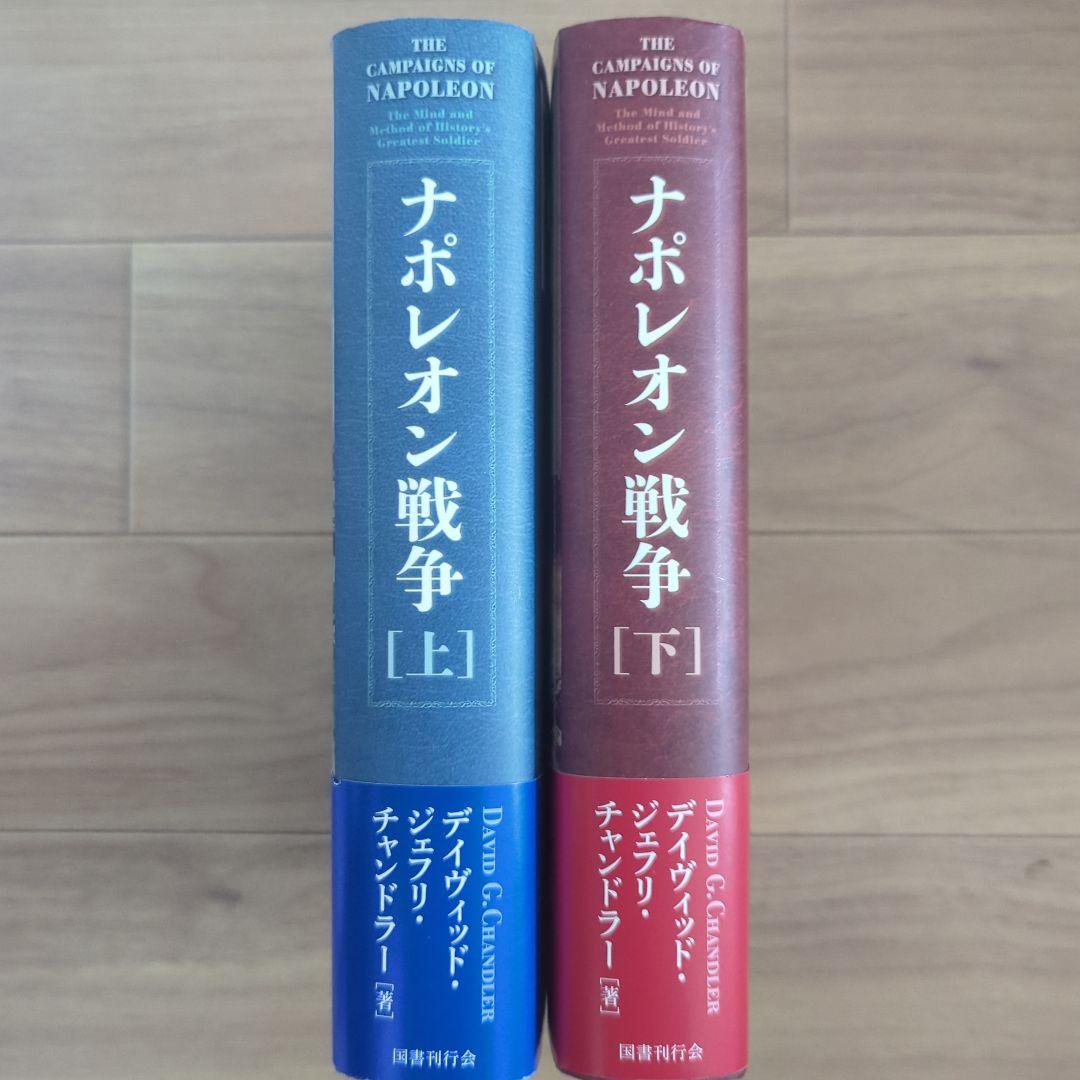 THE
CAMPAIGNS OF
NAPOLEON
The Mind and
Method of History's
Greatest Soldier
ナポレオン戦争
[上]
DAVID G.CHANDLER
デイヴィッド・
ジェフリ・
チャンドラー[著]
国書刊行会
THE
CAMPAIGNS OF
NAPOLEON
The Mind and
Method of History's
Greatest Soldier
ナポレオン戦争
[下]
DAVID G.CHANDLER
デイヴィッド・
ジェフリ・
チャンドラー[著]
国書刊行会